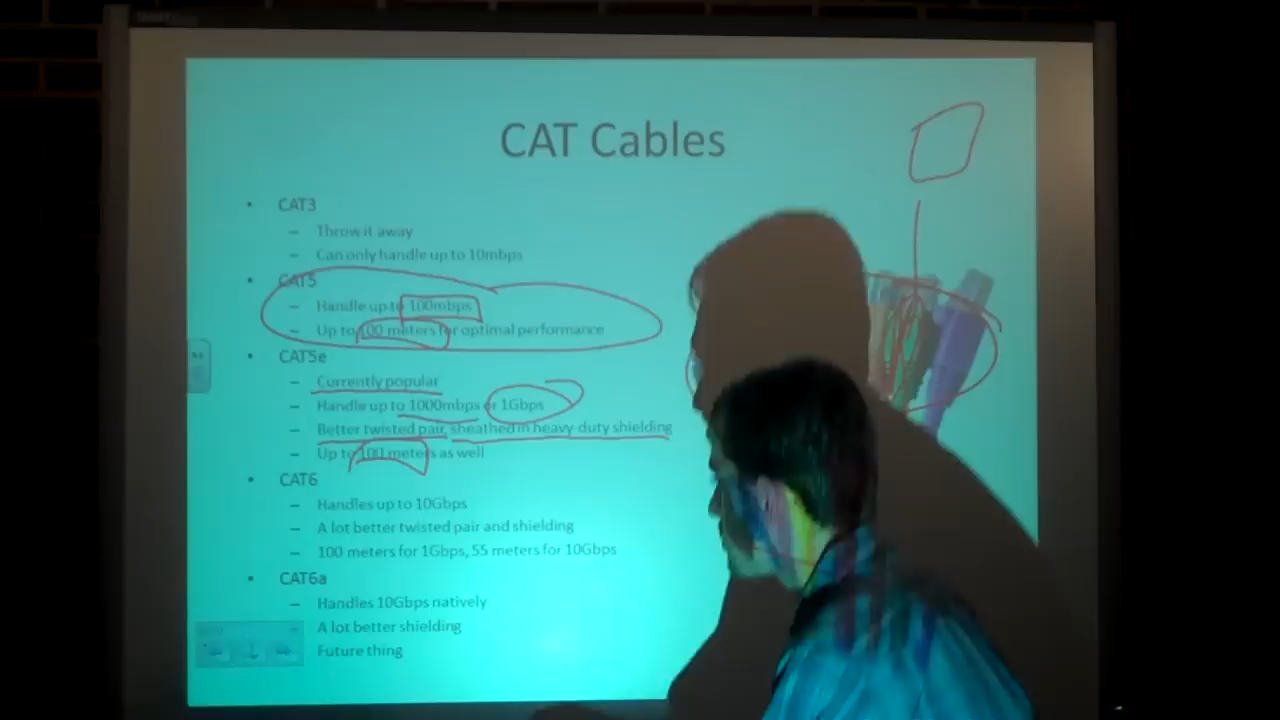 CAT Cables
• CAT3
– Throw it away
– Can only handle up to 10mbps
• CAT5
– Handle up to 100mbps
– Up to 100 meters for optimal performance
• CAT5e
– Currently popular
– Handle up to 1000mbps or 1Gbps
– Better twisted pair, sheathed in heavy duty shielding
– Up to 100 meters as well
• CAT6
– Handles up to 10Gbps
– A lot better twisted pair and shielding
– 100 meters for 1Gbps, 55 meters for 10Gbps
• CAT6a
– Handles 10Gbps natively
A lot better shielding
Future thing